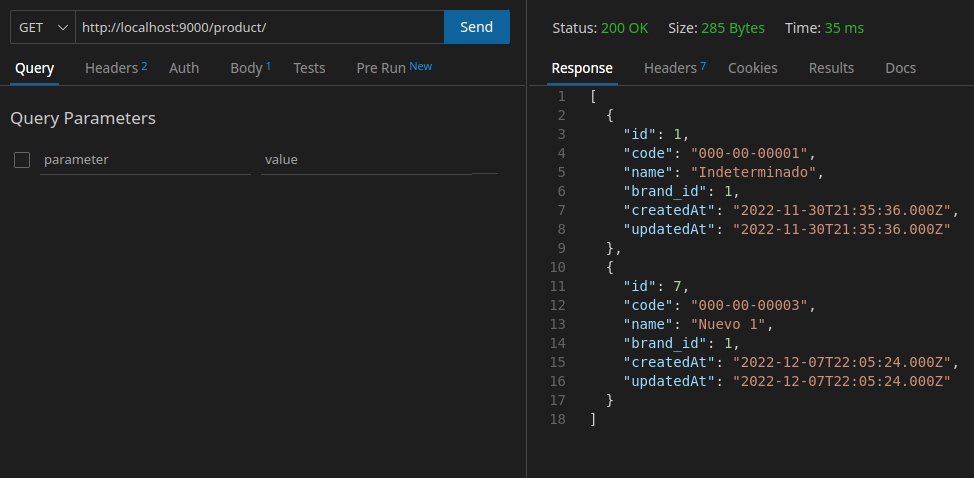 GET http://localhost:9000/product/ Send
Query Headers 2 Auth Body 1 Tests Pre Run New
Query Parameters
parameter value
Status: 200 OK Size: 285 Bytes Time: 35 ms
Response Headers 7 Cookies Results Docs
1 [
2 {
3 "id": 1,
4 "code": "000-00-00001",
5 "name": "Indeterminado",
6 "brand_id": 1,
7 "createdAt": "2022-11-30T21:35:36.000Z",
8 "updatedAt": "2022-11-30T21:35:36.000Z"
9 },
10 {
11 "id": 7,
12 "code": "000-00-00003",
13 "name": "Nuevo 1",
14 "brand_id": 1,
15 "createdAt": "2022-12-07T22:05:24.000Z",
16 "updatedAt": "2022-12-07T22:05:24.000Z"
17 }
18 ]